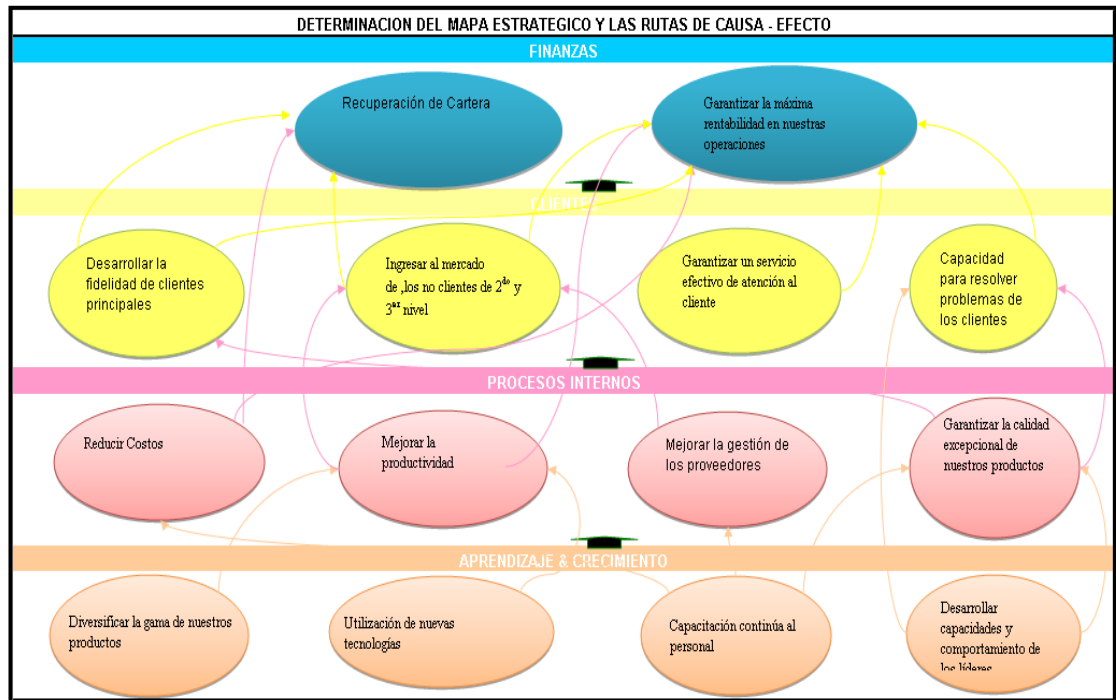 DETERMINACION DEL MAPA ESTRATEGICO Y LAS RUTAS DE CAUSA - EFECTO
FINANZAS
Recuperación de Cartera
Garantizar la máxima
rentabilidad en nuestras
operaciones
CLIENTE
Desarrollar la
fidelidad de clientes
principales
Ingresar al mercado
de ,los no clientes de 2do y
3er nivel
Garantizar un servicio
efectivo de atención al
cliente
Capacidad
para resolver
problemas de
los clientes
PROCESOS INTERNOS
Reducir Costos
Mejorar la
productividad
Mejorar la gestión de
los proveedores
Garantizar la calidad
excepcional de
nuestros productos
APRENDIZAJE & CRECIMIENTO
Diversificar la gama de nuestros
productos
Utilización de nuevas
tecnologías
Capacitación continúa al
personal
Desarrollar
capacidades y
comportamiento de
los líderes